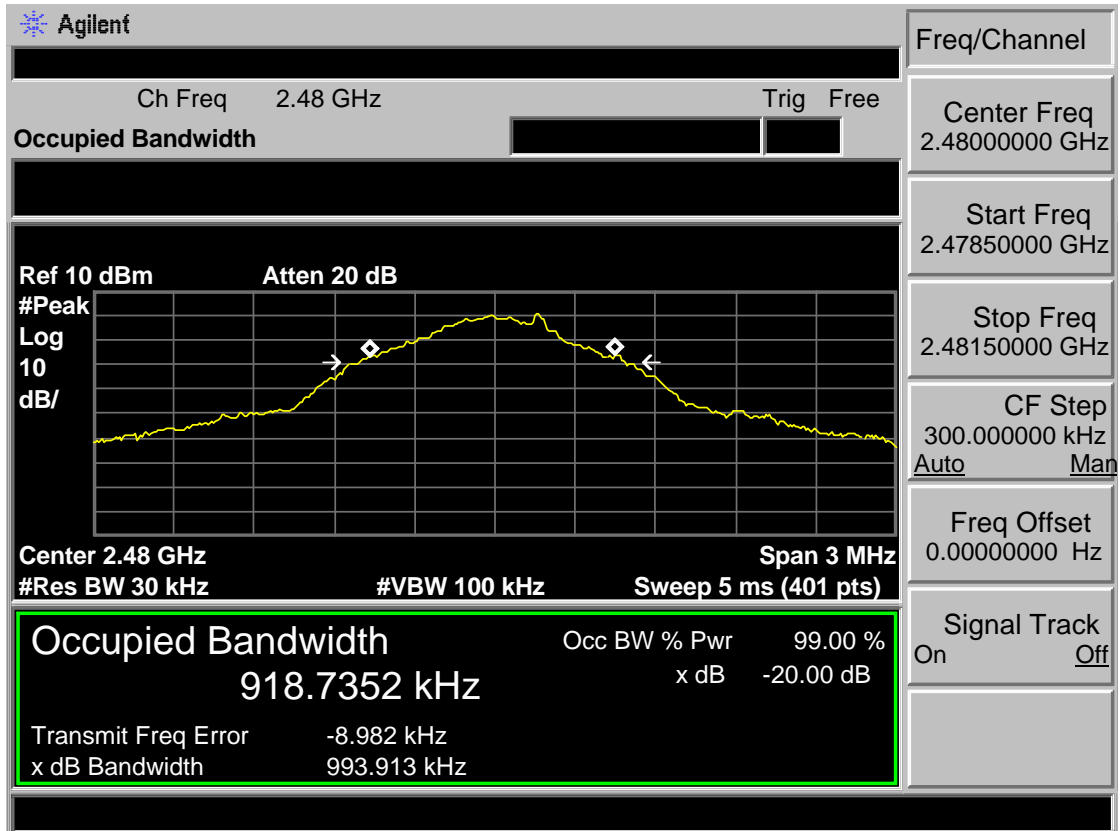 Agilent
Freq/Channel
Ch Freq 2.48 GHz Trig Free
Occupied Bandwidth
Center Freq
2.48000000 GHz
Start Freq
2.47850000 GHz
Stop Freq
2.48150000 GHz
CF Step
300.000000 kHz
Auto Man
Freq Offset
0.00000000 Hz
Signal Track
On Off
Ref 10 dBm Atten 20 dB
#Peak
Log
10
dB/
Center 2.48 GHz Span 3 MHz
#Res BW 30 kHz #VBW 100 kHz Sweep 5 ms (401 pts)
Occupied Bandwidth Occ BW % Pwr 99.00 %
918.7352 kHz x dB -20.00 dB
Transmit Freq Error -8.982 kHz
x dB Bandwidth 993.913 kHz